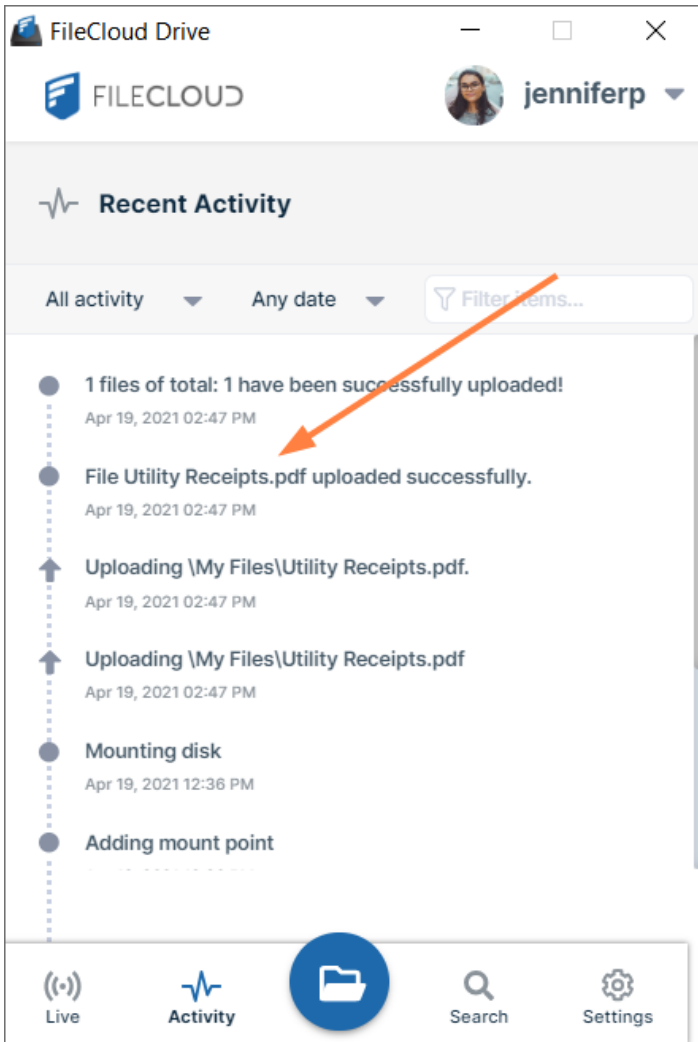 FileCloud Drive
FILECLOUD
jenniferp
Recent Activity
All activity Any date Filter items...
1 files of total: 1 have been successfully uploaded!
Apr 19, 2021 02:47 PM
File Utility Receipts.pdf uploaded successfully.
Apr 19, 2021 02:47 PM
Uploading \My Files\Utility Receipts.pdf.
Apr 19, 2021 02:47 PM
Uploading \My Files\Utility Receipts.pdf
Apr 19, 2021 02:47 PM
Mounting disk
Apr 19, 2021 12:36 PM
Adding mount point
Live Activity Search Settings